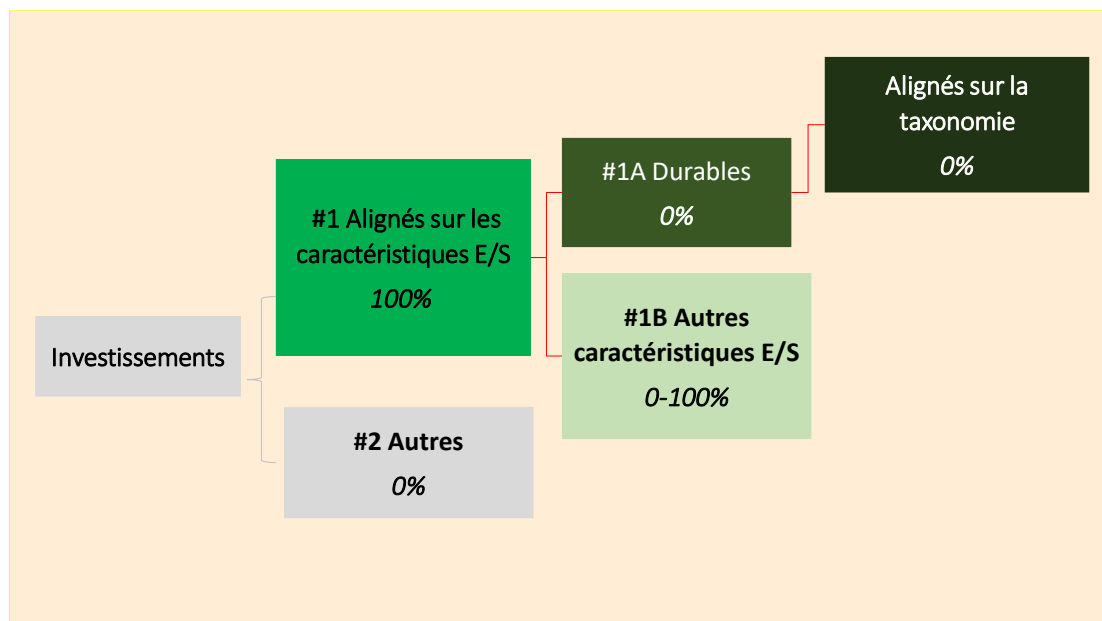 Investissements
#1 Alignés sur les
caractéristiques E/S
100%
#2 Autres
0%
#1A Durables
0%
#1B Autres
caractéristiques E/S
0-100%
Alignés sur la
taxonomie
0%